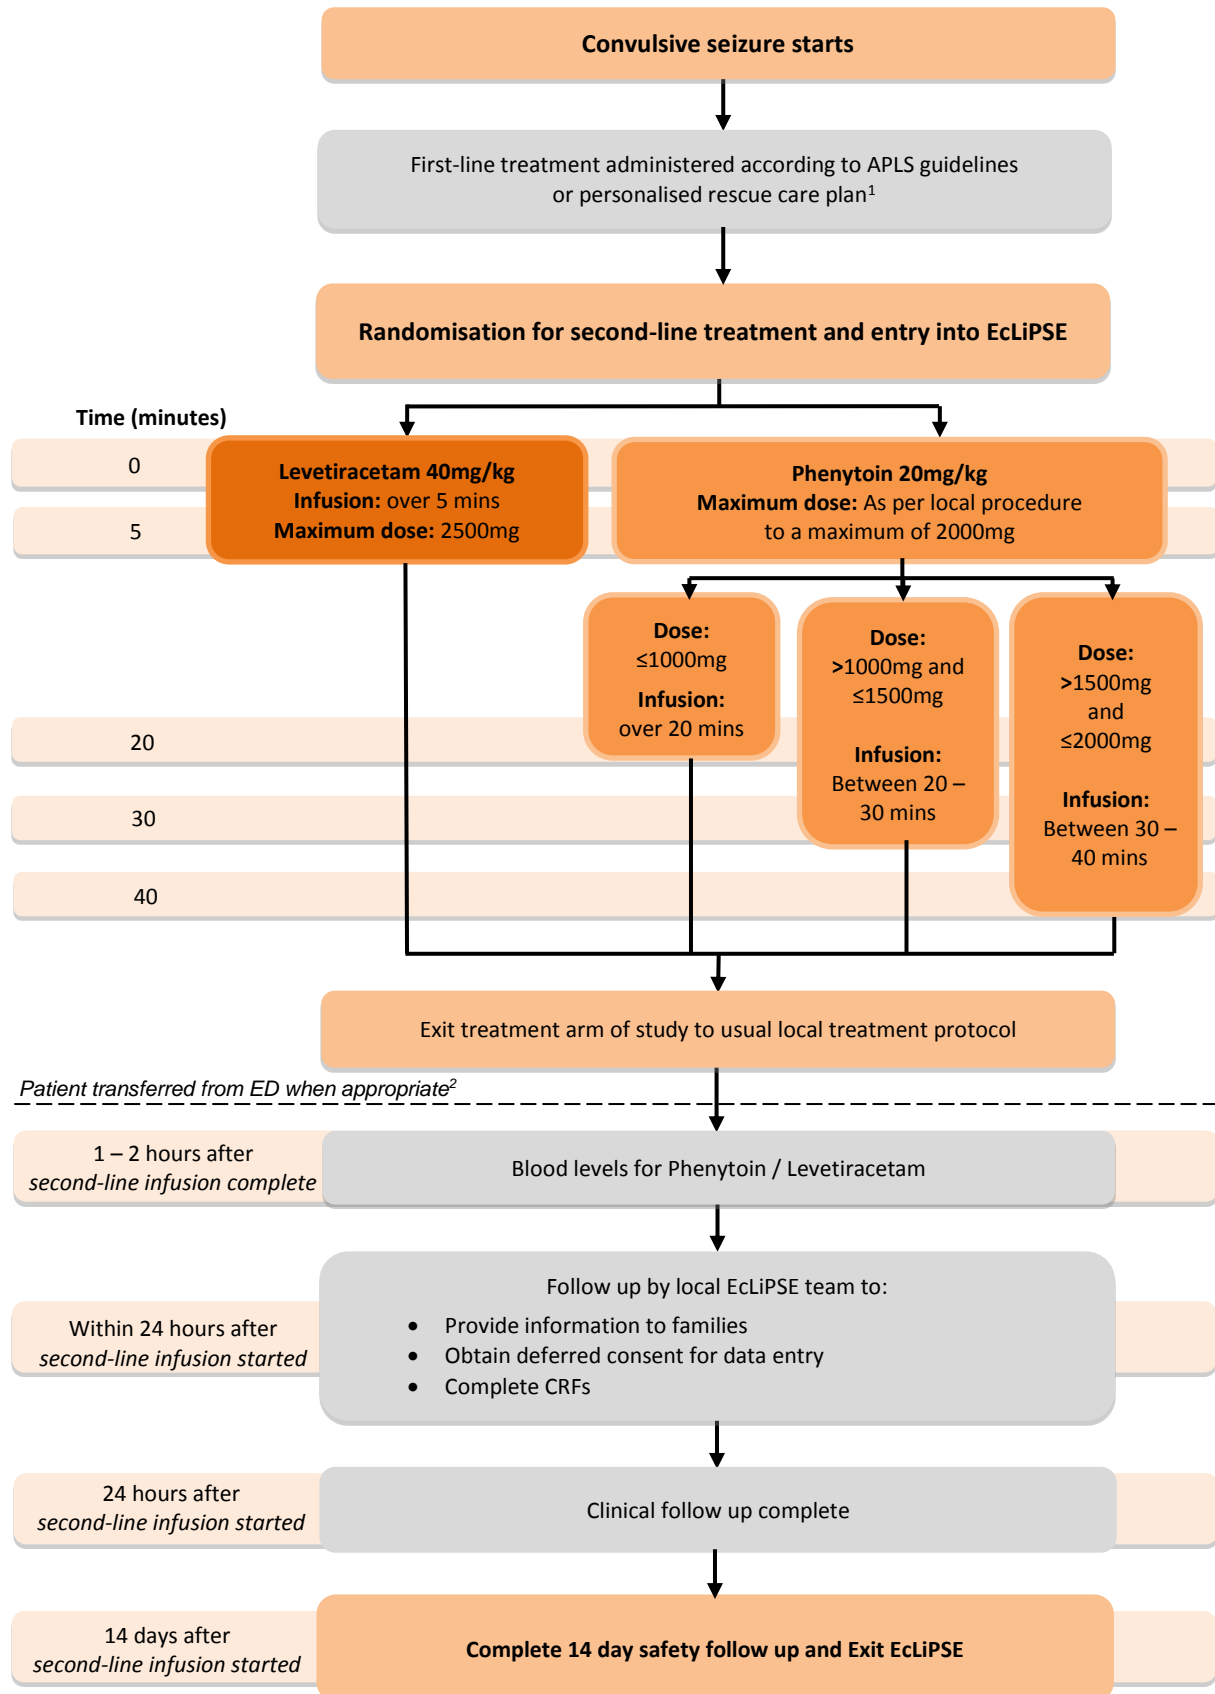 Convulsive seizure starts
First-line treatment administered according to APLS guidelines
or personalised rescue care plan¹
Randomisation for second-line treatment and entry into EcLiPSE
Time (minutes)
0
5
20
30
40
Levetiracetam 40mg/kg
Infusion: over 5 mins
Maximum dose: 2500mg
Phenytoin 20mg/kg
Maximum dose: As per local procedure
to a maximum of 2000mg
Dose:
≤1000mg
Infusion:
over 20 mins
Dose:
>1000mg and
≤1500mg
Infusion:
Between 20 –
30 mins
Dose:
>1500mg
and
≤2000mg
Infusion:
Between 30 –
40 mins
Exit treatment arm of study to usual local treatment protocol
Patient transferred from ED when appropriate²
1 – 2 hours after
second-line infusion complete
Blood levels for Phenytoin / Levetiracetam
Within 24 hours after
second-line infusion started
Follow up by local EcLiPSE team to:
• Provide information to families
• Obtain deferred consent for data entry
• Complete CRFs
24 hours after
second-line infusion started
Clinical follow up complete
14 days after
second-line infusion started
Complete 14 day safety follow up and Exit EcLiPSE